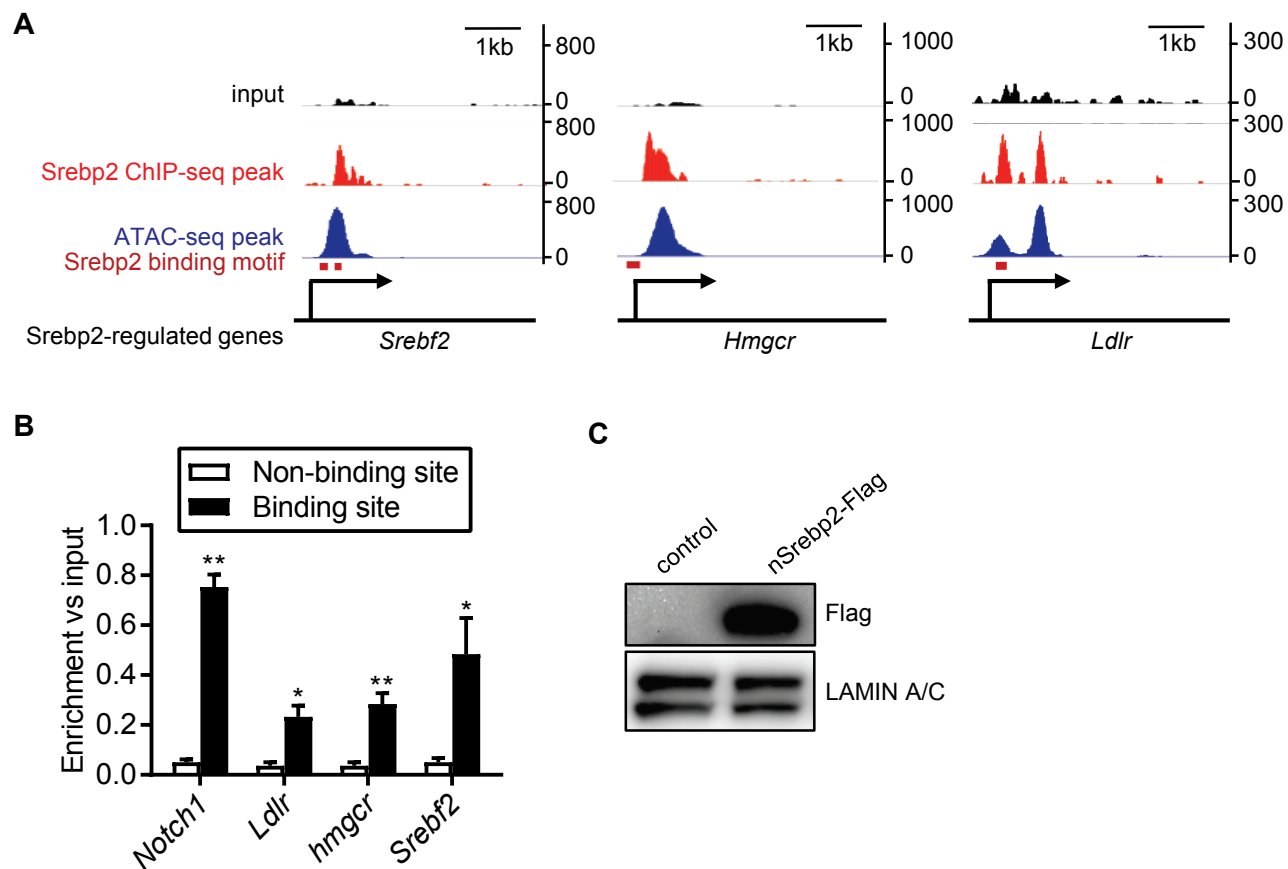 A
1kb
1kb
1kb
800
1000
300
input
0
0
0
800
1000
300
Srebp2 ChIP-seq peak
0
0
0
800
1000
300
ATAC-seq peak
0
0
0
Srebp2 binding motif
Srebp2-regulated genes
Srebf2
Hmgcr
Ldlr
B
Non-binding site
Binding site
Enrichment vs input
1.0
0.8
0.6
0.4
0.2
0.0
**
*
**
*
Notch1
Ldlr
hmgcr
Srebf2
C
control
nSrebp2-Flag
Flag
LAMIN A/C